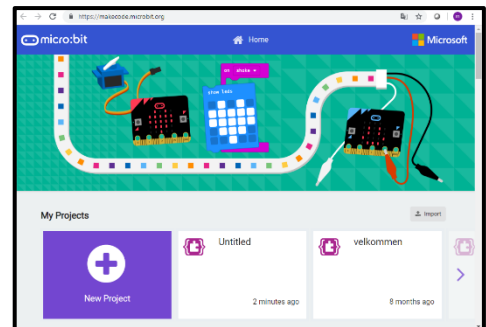 https://makecode.microbit.org
micro:bit
Home
Microsoft
on shake
show leds
My Projects
Import
New Project
Untitled
2 minutes ago
velkommen
8 months ago